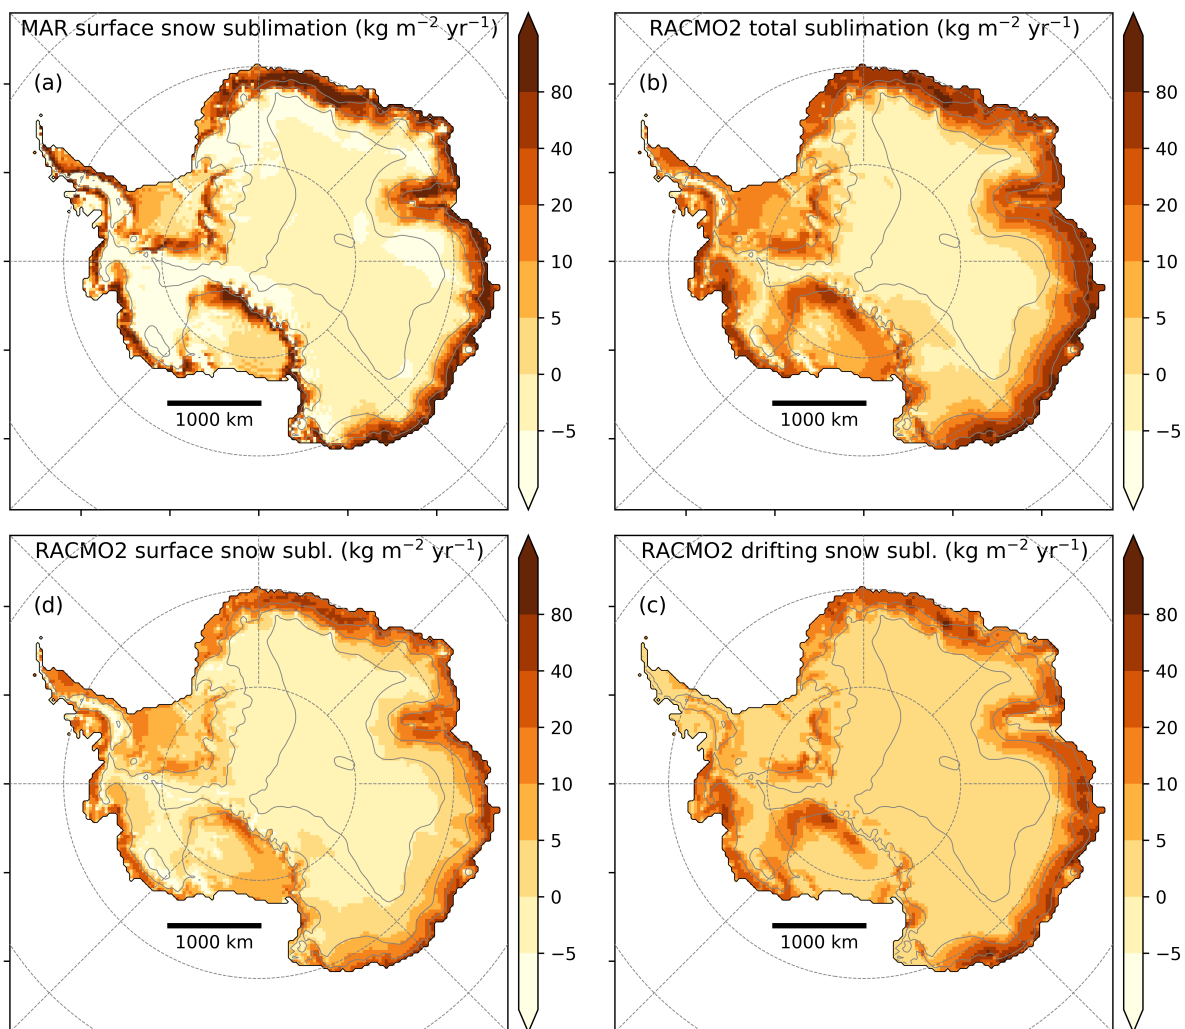 MAR surface snow sublimation (kg m⁻² yr⁻¹)
(a)
1000 km
80
40
20
10
5
0
−5
RACMO2 total sublimation (kg m⁻² yr⁻¹)
(b)
1000 km
80
40
20
10
5
0
−5
RACMO2 surface snow subl. (kg m⁻² yr⁻¹)
(d)
1000 km
80
40
20
10
5
0
−5
RACMO2 drifting snow subl. (kg m⁻² yr⁻¹)
(c)
1000 km
80
40
20
10
5
0
−5